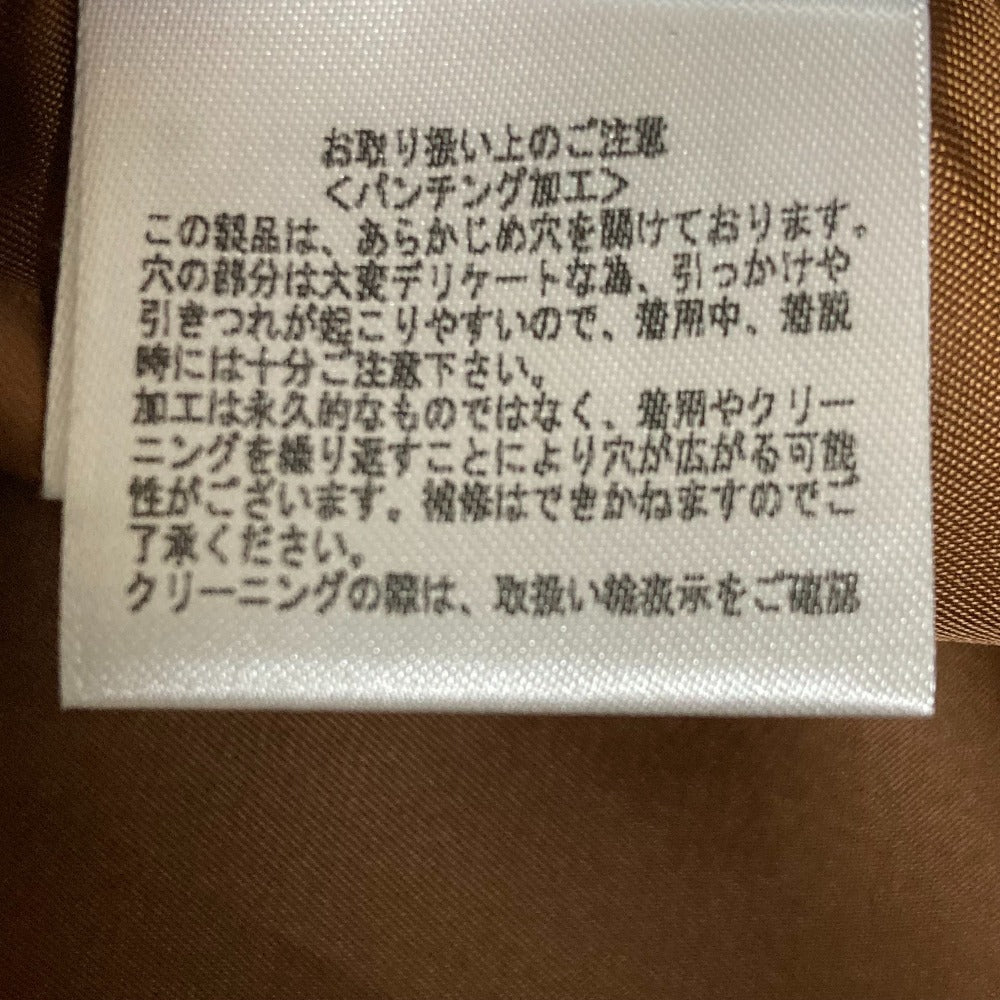 お取り扱い上のご注意
＜パンチング加工＞
この製品は、あらかじめ穴を開けております。
穴の部分は大変デリケートな為、引っかけや
引きつれが起こりやすいので、着用中、着脱
時には十分ご注意下さい。
加工は永久的なものではなく、着用やクリー
ニングを繰り返すことにより穴が広がる可能
性がございます。補修はできかねますのでご
了承ください。
クリーニングの際は、取扱い絵表示をご確認